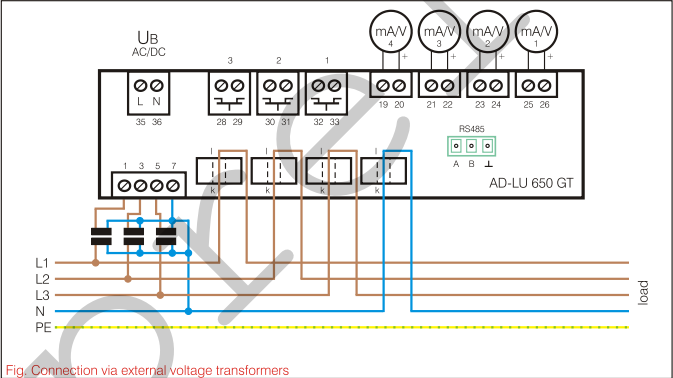 mA/V mA/V mA/V mA/V
4 3 2 1
+ + + +
UB
AC/DC
3 2 1
L N
35 36 28 29 30 31 32 33 19 20 21 22 23 24 25 26
RS485
A B
1 3 5 7
l l l l
k k k k
AD-LU 650 GT
L1
L2
L3
N
PE
load
Fig. Connection via external voltage transformers